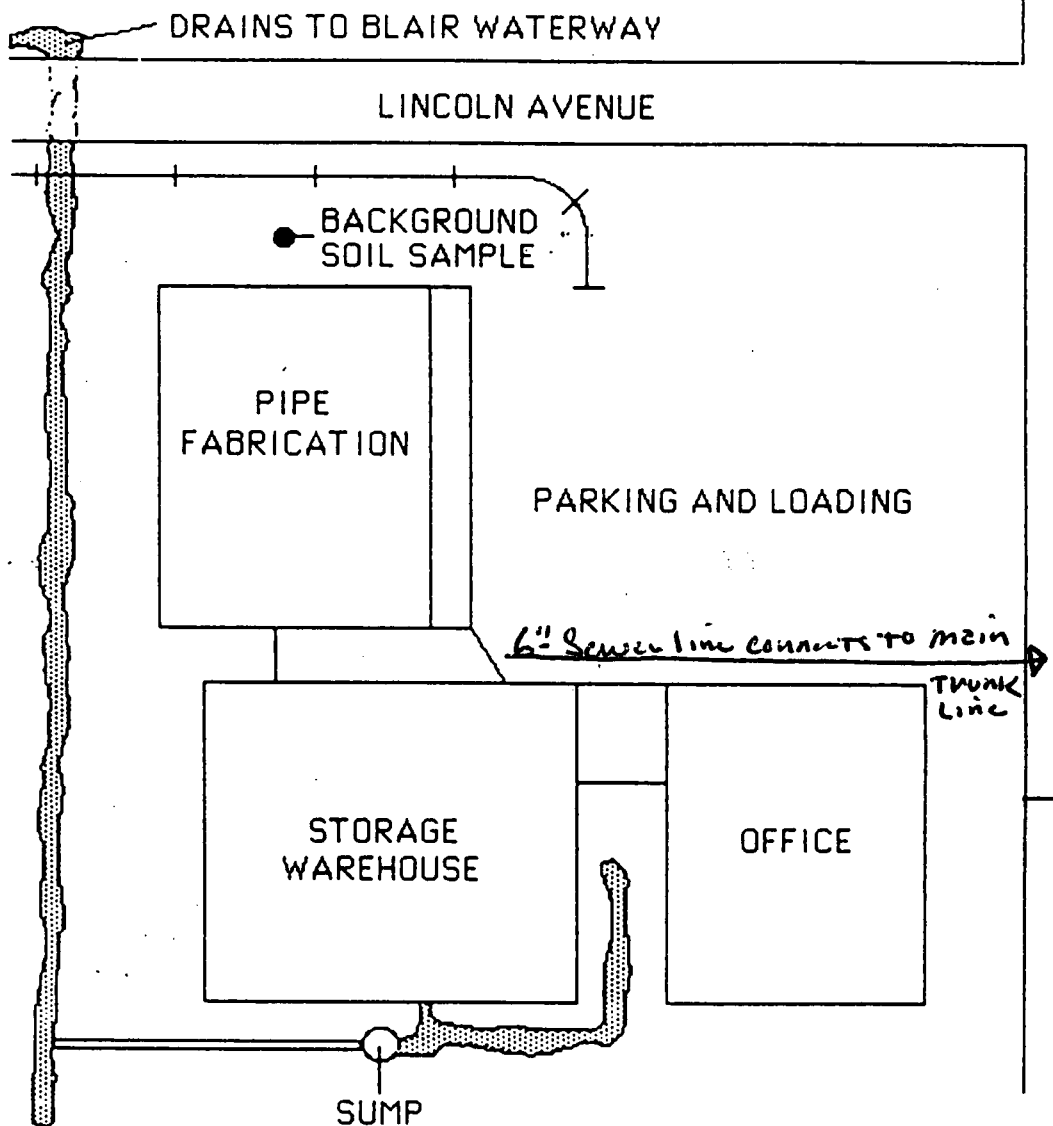 DRAINS TO BLAIR WATERWAY
LINCOLN AVENUE
BACKGROUND
SOIL SAMPLE
PIPE
FABRICATION
PARKING AND LOADING
6" Sewer line connects to main
Trunk
Line
STORAGE
WAREHOUSE
OFFICE
SUMP